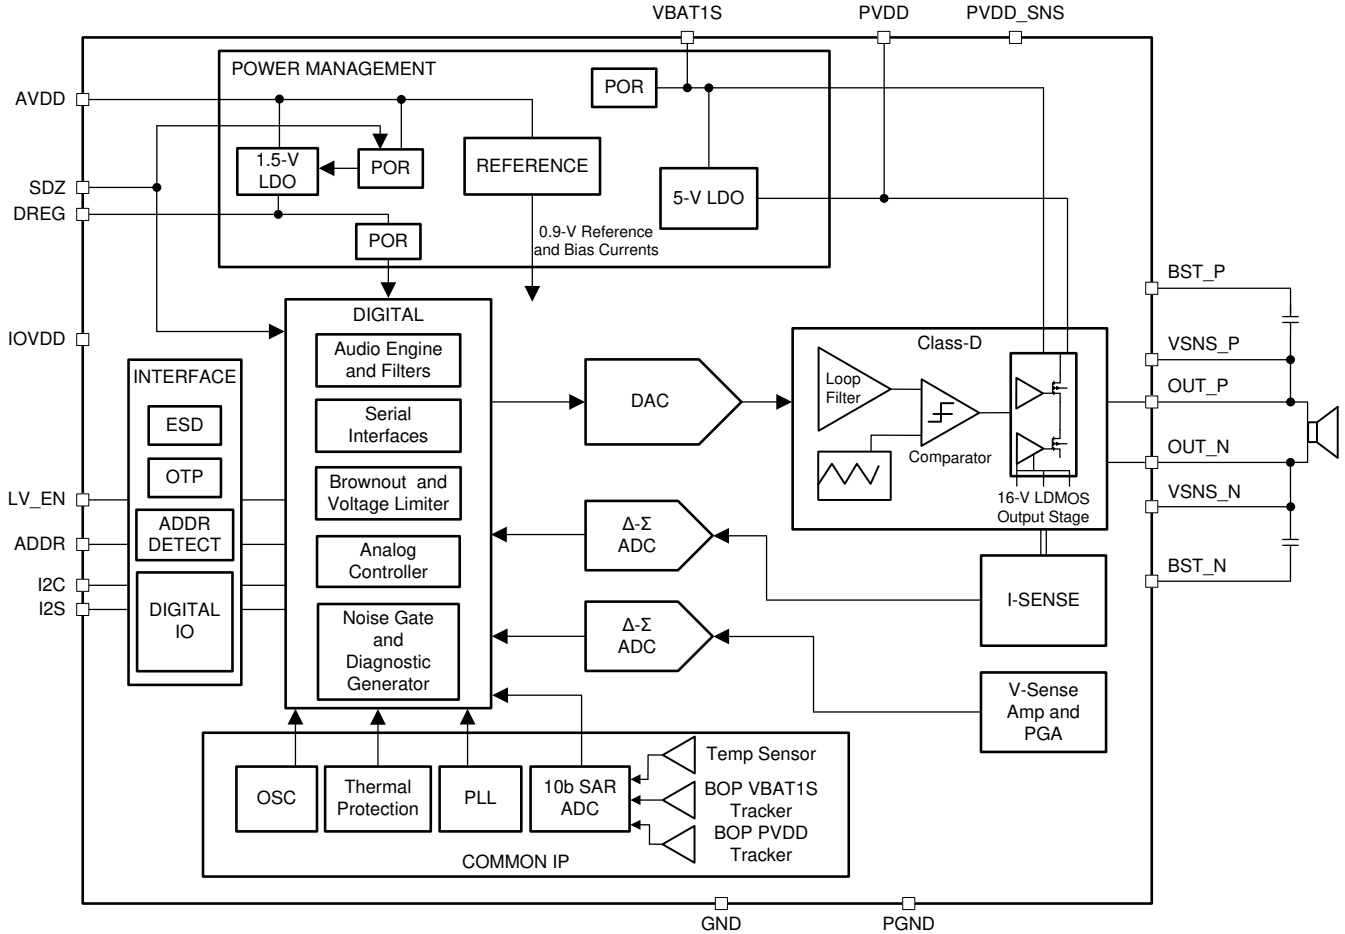 VBAT1S
PVDD
PVDD_SNS
POWER MANAGEMENT
AVDD
POR
1.5-V
LDO
POR
REFERENCE
SDZ
5-V LDO
DREG
POR
0.9-V Reference
and Bias Currents
BST_P
DIGITAL
IOVDD
Audio Engine
and Filters
Class-D
VSNS_P
INTERFACE
Loop
Filter
OUT_P
ESD
Serial
Interfaces
DAC
OUT_N
OTP
Comparator
LV_EN
Brownout and
Voltage Limiter
16-V LDMOS
Output Stage
VSNS_N
ADDR
DETECT
Δ-Σ
ADC
ADDR
Analog
Controller
BST_N
I2C
I2S
DIGITAL
IO
I-SENSE
Noise Gate
and
Diagnostic
Generator
Δ-Σ
ADC
V-Sense
Amp and
PGA
Temp Sensor
OSC
Thermal
Protection
PLL
10b SAR
ADC
BOP VBAT1S
Tracker
BOP PVDD
Tracker
COMMON IP
GND
PGND